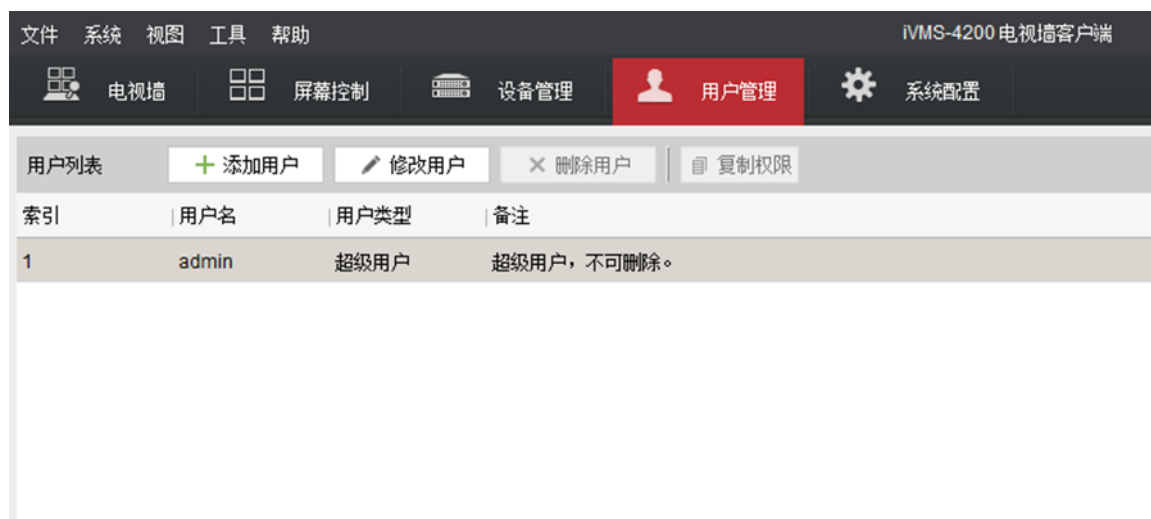 文件 系统 视图 工具 帮助 iVMS-4200 电视墙客户端
电视墙 屏幕控制 设备管理 用户管理 系统配置
用户列表 添加用户 修改用户 删除用户 复制权限
索引 用户名 用户类型 备注
1 admin 超级用户 超级用户，不可删除。